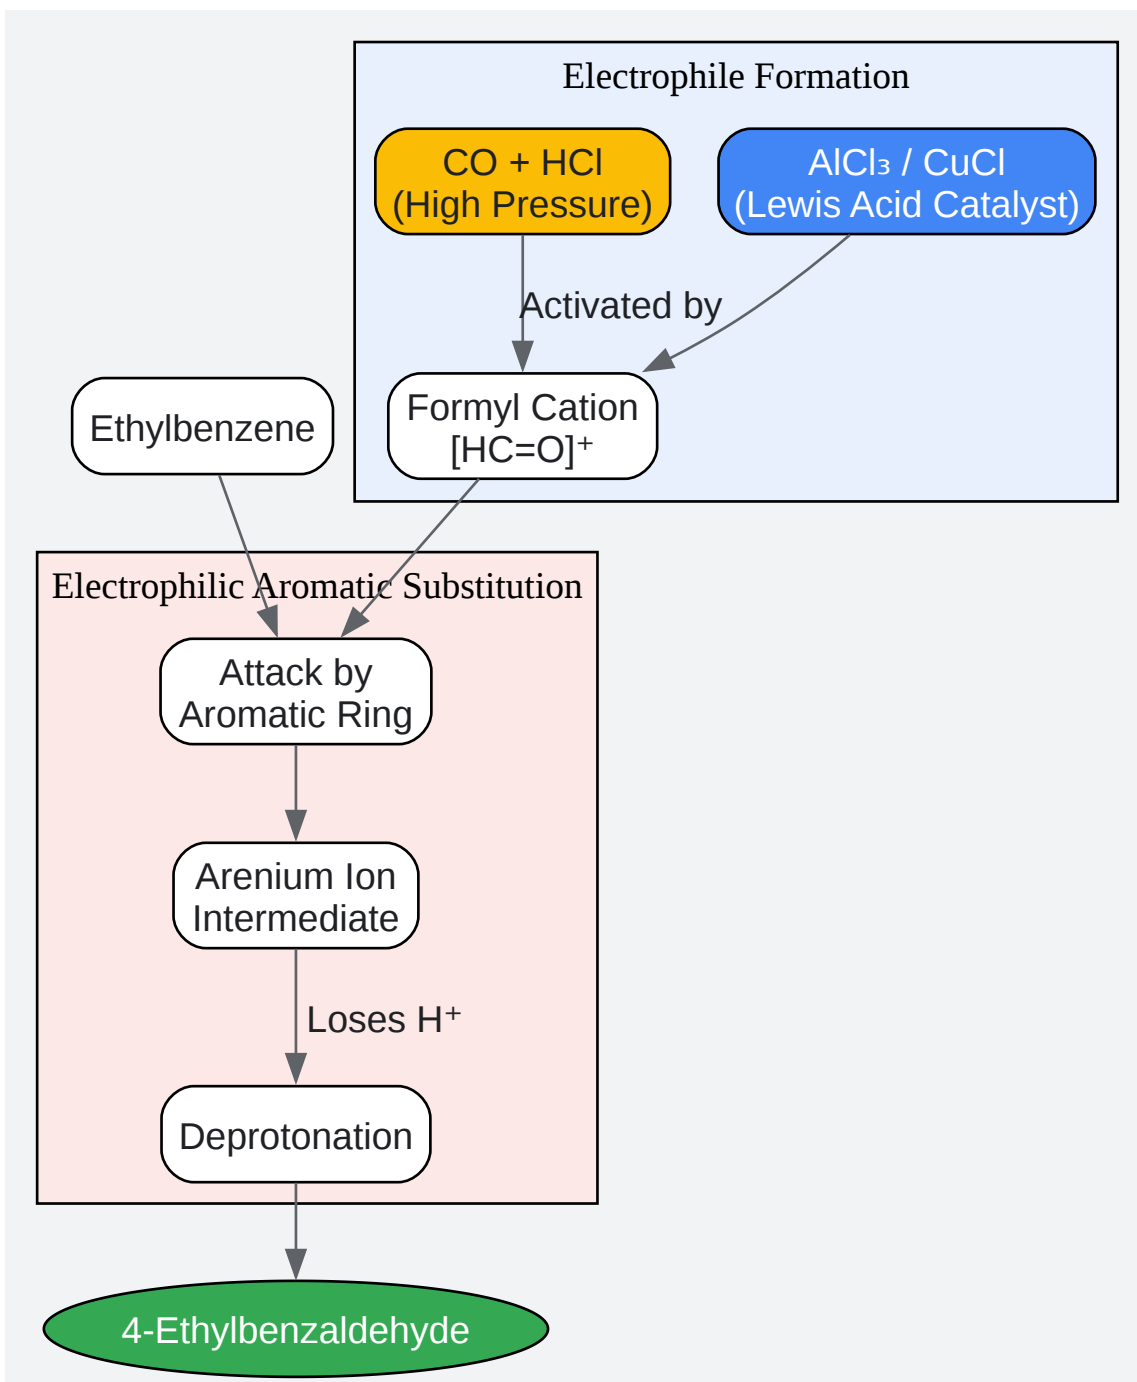 Electrophile Formation
CO + HCl
(High Pressure)
AlCl₃ / CuCl
(Lewis Acid Catalyst)
Activated by
Formyl Cation
[HC=O]⁺
Ethylbenzene
Electrophilic Aromatic Substitution
Attack by
Aromatic Ring
Arenium Ion
Intermediate
Loses H⁺
Deprotonation
4-Ethylbenzaldehyde